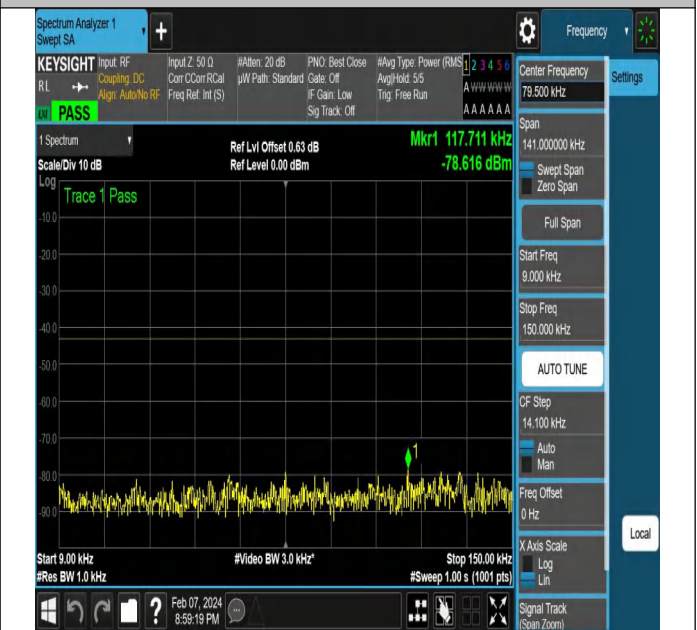 Spectrum Analyzer 1
Swept SA
+
Frequency
KEYSIGHT
RL
PASS
Input: RF
Coupling: DC
Align: Auto/No RF
Input Z: 50 Ω
Corr CCorr RCal
Freq Ref: Int (S)
#Atten: 20 dB
µW Path: Standard
PNO: Best Close
Gate: Off
IF Gain: Low
Sig Track: Off
#Avg Type: Power (RMS
Avg|Hold: 5/5
Trig: Free Run
1 2 3 4 5 6
A W W W W W
A A A A A A
1 Spectrum
Scale/Div 10 dB
Ref Lvl Offset 0.63 dB
Ref Level 0.00 dBm
Mkr1 117.711 kHz
-78.616 dBm
Log
Trace 1 Pass
-10.0
-20.0
-30.0
-40.0
-50.0
-60.0
-70.0
-80.0
-90.0
1
Start 9.00 kHz
#Res BW 1.0 kHz
#Video BW 3.0 kHz*
Stop 150.00 kHz
#Sweep 1.00 s (1001 pts)
Feb 07, 2024
8:59:19 PM
Center Frequency
79.500 kHz
Settings
Span
141.000000 kHz
Swept Span
Zero Span
Full Span
Start Freq
9.000 kHz
Stop Freq
150.000 kHz
AUTO TUNE
CF Step
14.100 kHz
Auto
Man
Freq Offset
0 Hz
Local
X Axis Scale
Log
Lin
Signal Track
(Span Zoom)